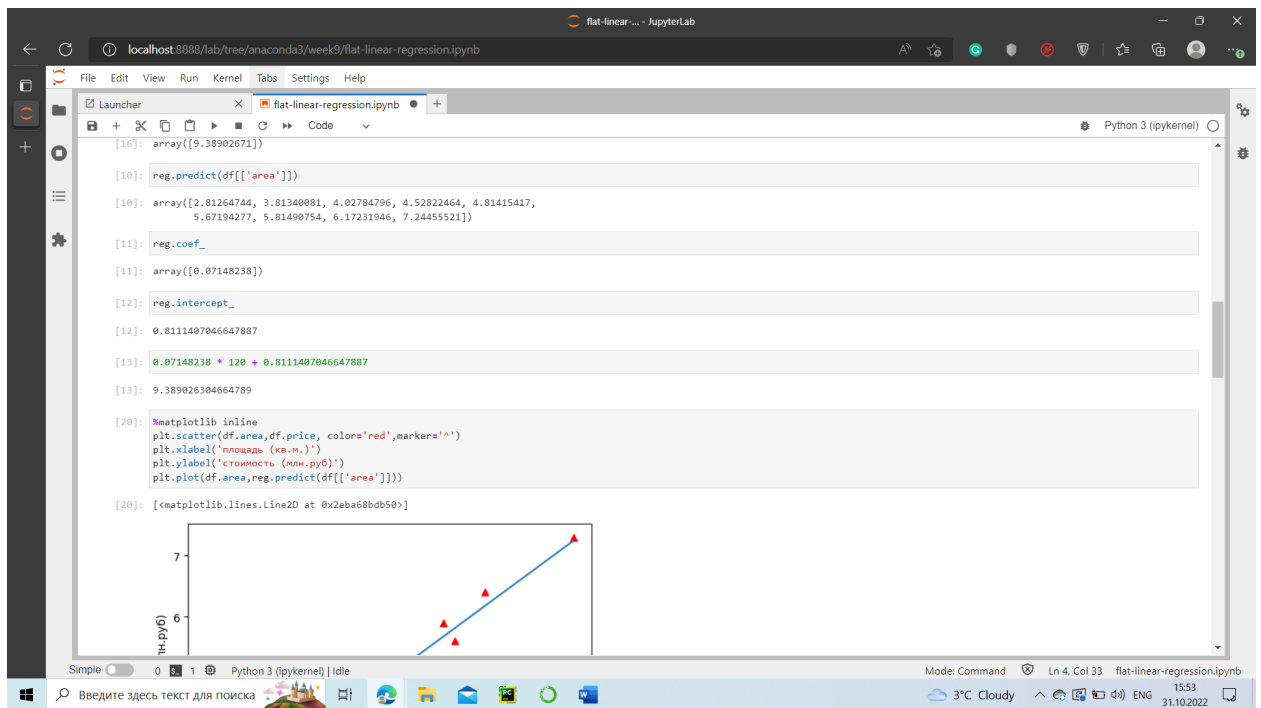 flat-linear-... - JupyterLab
localhost:8888/lab/tree/anaconda3/week9/flat-linear-regression.ipynb
File Edit View Run Kernel Tabs Settings Help
Launcher flat-linear-regression.ipynb
Code Python 3 (ipykernel)
[16]: array([9.38902671])
[10]: reg.predict(df[['area']])
[10]: array([2.81264744, 3.81340081, 4.02784796, 4.52822464, 4.81415417,
5.67194277, 5.81490754, 6.17231946, 7.24455521])
[11]: reg.coef_
[11]: array([0.07148238])
[12]: reg.intercept_
[12]: 0.8111407046647887
[13]: 0.07148238 * 120 + 0.8111407046647887
[13]: 9.389026304664789
[20]: %matplotlib inline
plt.scatter(df.area,df.price, color='red',marker='^')
plt.xlabel('площадь (кв.м.)')
plt.ylabel('стоимость (млн.руб)')
plt.plot(df.area,reg.predict(df[['area']]))
[20]: [<matplotlib.lines.Line2D at 0x2eba68bdb50>]
7
6
лн.руб)
Simple 0 1 Python 3 (ipykernel) | Idle Mode: Command Ln 4, Col 33 flat-linear-regression.ipynb
Введите здесь текст для поиска 3°C Cloudy ENG 15:53
31.10.2022